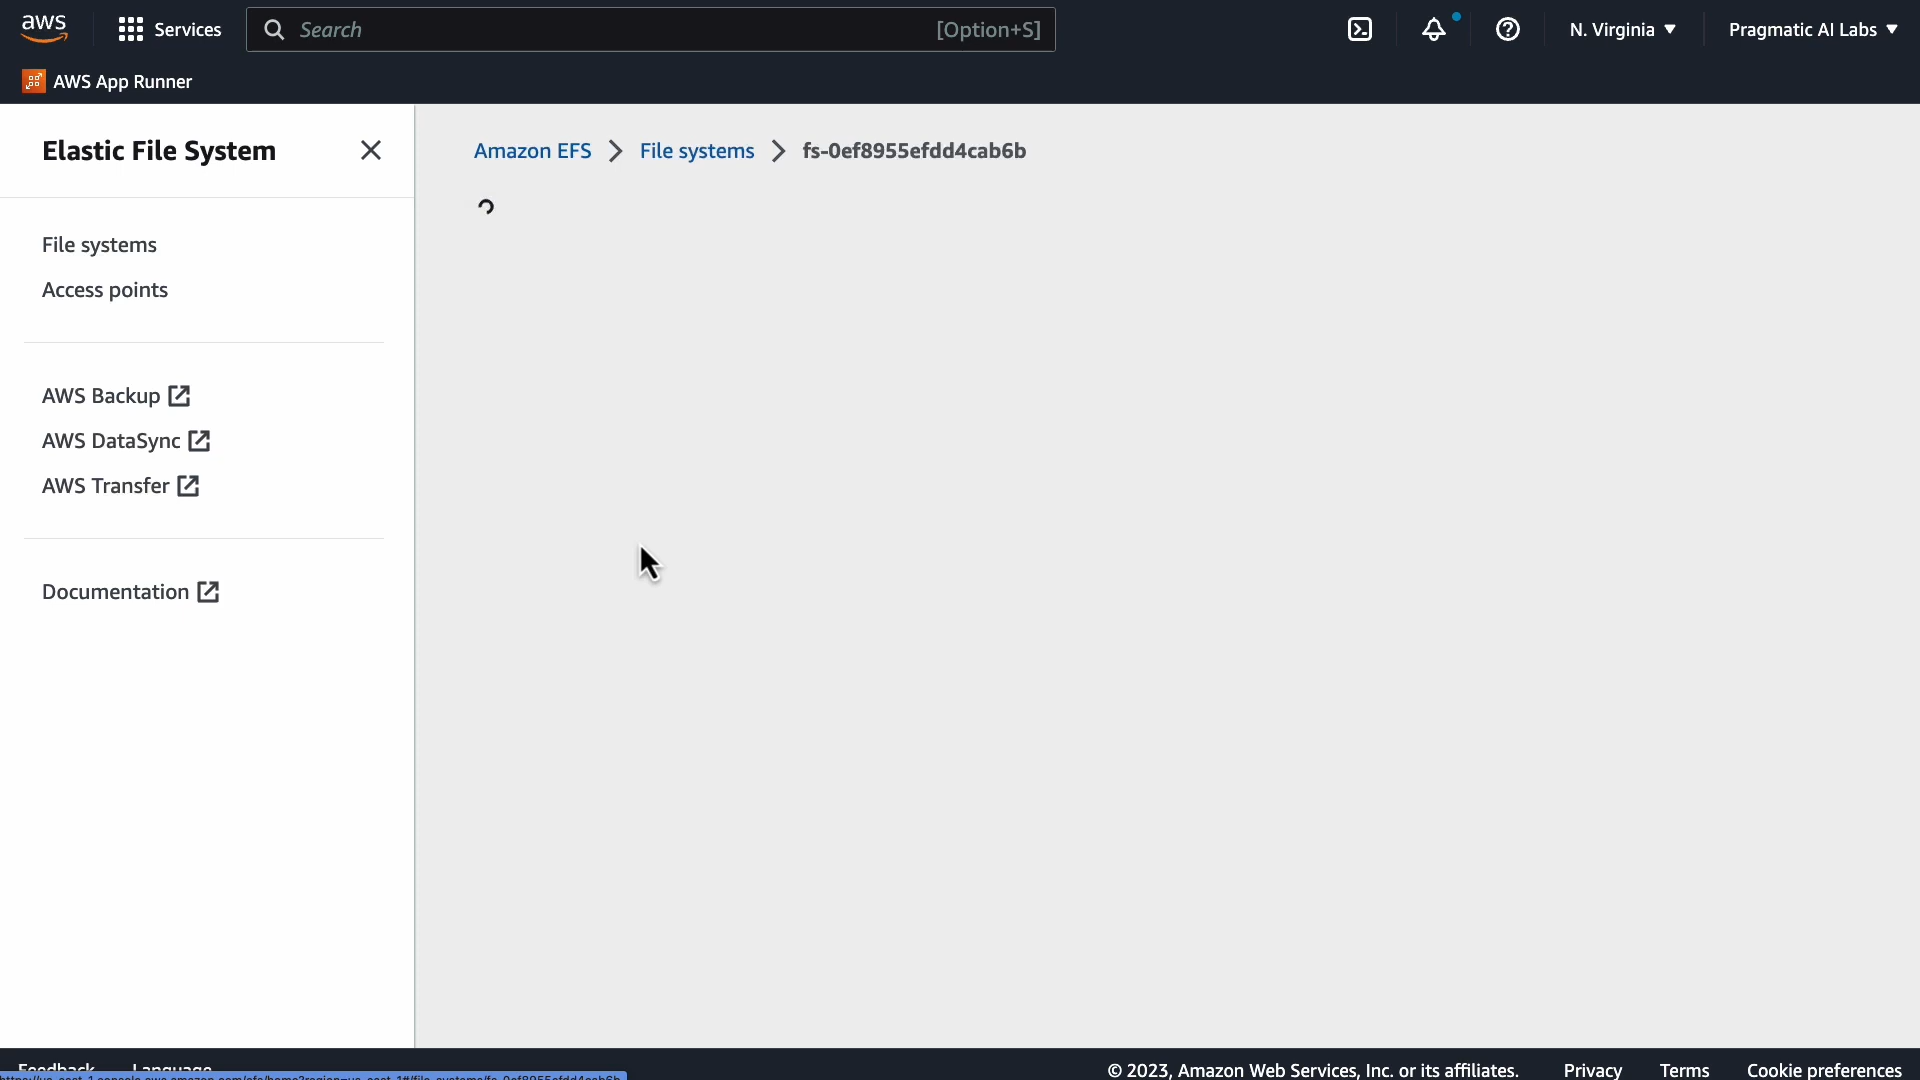 aws
Services
Search
[Option+S]
N. Virginia
Pragmatic AI Labs
AWS App Runner
Elastic File System
Amazon EFS
File systems
fs-0ef8955efdd4cab6b
File systems
Access points
AWS Backup
AWS DataSync
AWS Transfer
Documentation
Feedback
Language
© 2023, Amazon Web Services, Inc. or its affiliates.
Privacy
Terms
Cookie preferences